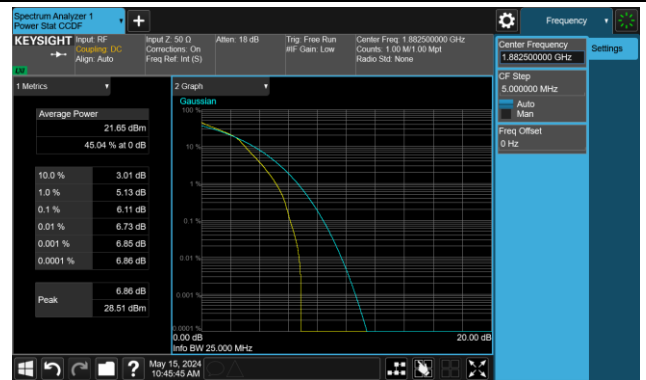 Spectrum Analyzer 1
Power Stat CCDF
Frequency
KEYSIGHT
Input: RF
Coupling: DC
Align: Auto
Input Z: 50 Ω
Corrections: On
Freq Ref: Int (S)
Atten: 18 dB
Trig: Free Run
#IF Gain: Low
Center Freq: 1.882500000 GHz
Counts: 1.00 M/1.00 Mpt
Radio Std: None
Center Frequency
1.882500000 GHz
Settings
CF Step
5.000000 MHz
Auto
Man
Freq Offset
0 Hz
1 Metrics
2 Graph
Average Power
21.65 dBm
45.04 % at 0 dB
10.0 % 3.01 dB
1.0 % 5.13 dB
0.1 % 6.11 dB
0.01 % 6.73 dB
0.001 % 6.85 dB
0.0001 % 6.86 dB
Peak
6.86 dB
28.51 dBm
Gaussian
100 %
10 %
1 %
0.1 %
0.01 %
0.001 %
0.0001 %
0.00 dB
20.00 dB
Info BW 25.000 MHz
May 15, 2024
10:45:45 AM